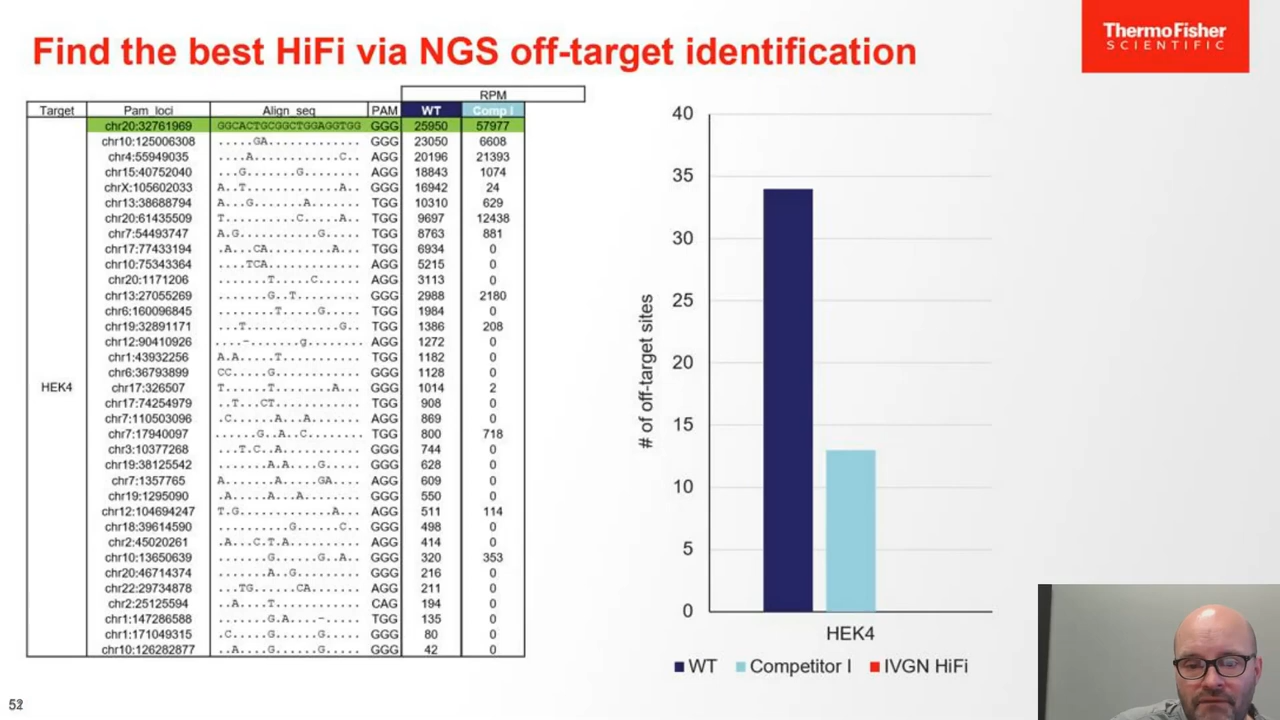 Find the best HiFi via NGS off-target identification
ThermoFisher
SCIENTIFIC
RPM
Target Pam_loci Align_seq PAM WT Comp I
chr20:32761969 GGCACTGCGGCTGGAGGTGG GGG 25950 57977
chr10:125006308 .....GA............. GGG 23050 6608
chr4:55949035 ....A............C.. AGG 20196 21393
chr15:40752040 ...G.......G........ AGG 18843 1074
chrX:105602033 A..T.............A.. GGG 16942 24
chr13:38688794 A...G.......A....... TGG 10310 629
chr20:61435509 T..........C.....A.. TGG 9697 12438
chr7:54493747 A.G...........G..... TGG 8763 881
chr17:77433194 .A...CA.........A... TGG 6934 0
chr10:75343364 ....TCA............. AGG 5215 0
chr20:1171206 .......T.....C...... AGG 3113 0
chr13:27055269 .......G..T......... GGG 2988 2180
chr6:160096845 ........T.....G..... TGG 1984 0
chr19:32891171 ...T.............G.. TGG 1386 208
chr12:90410926 ....-.......g........ AGG 1272 0
chr1:43932256 A.A.....T........... TGG 1182 0
chr6:36793899 CC.....G............ GGG 1128 0
HEK4 chr17:326507 T......T........A... GGG 1014 2
chr17:74254979 ..T...CT............ TGG 908 0
chr7:110503096 .C......A...A....... AGG 869 0
chr7:17940097 ......G..A..C........ TGG 800 718
chr3:10377268 ...T.C..A........... GGG 744 0
chr19:38125542 .......A.A....G..... GGG 628 0
chr7:1357765 A.......A.....GA.... AGG 609 0
chr19:1295090 .A.....A...A........ GGG 550 0
chr12:104694247 T.G.............A... AGG 511 114
chr18:39614590 ..........G......C.. GGG 498 0
chr2:45020261 .A...C.T.A.......... AGG 414 0
chr10:13650639 .......G......G..A.. GGG 320 353
chr20:46714374 .......A..G......... GGG 216 0
chr22:29734878 ...TG......CA....... AGG 211 0
chr2:25125594 ..A....T............ CAG 194 0
chr1:147286588 .......G.A....-..... TGG 135 0
chr1:171049315 .C.....G......G..... GGG 80 0
chr10:126282877 ..A....G......G..... GGG 42 0
# of off-target sites
40
35
30
25
20
15
10
5
0
HEK4
WT Competitor I IVGN HiFi